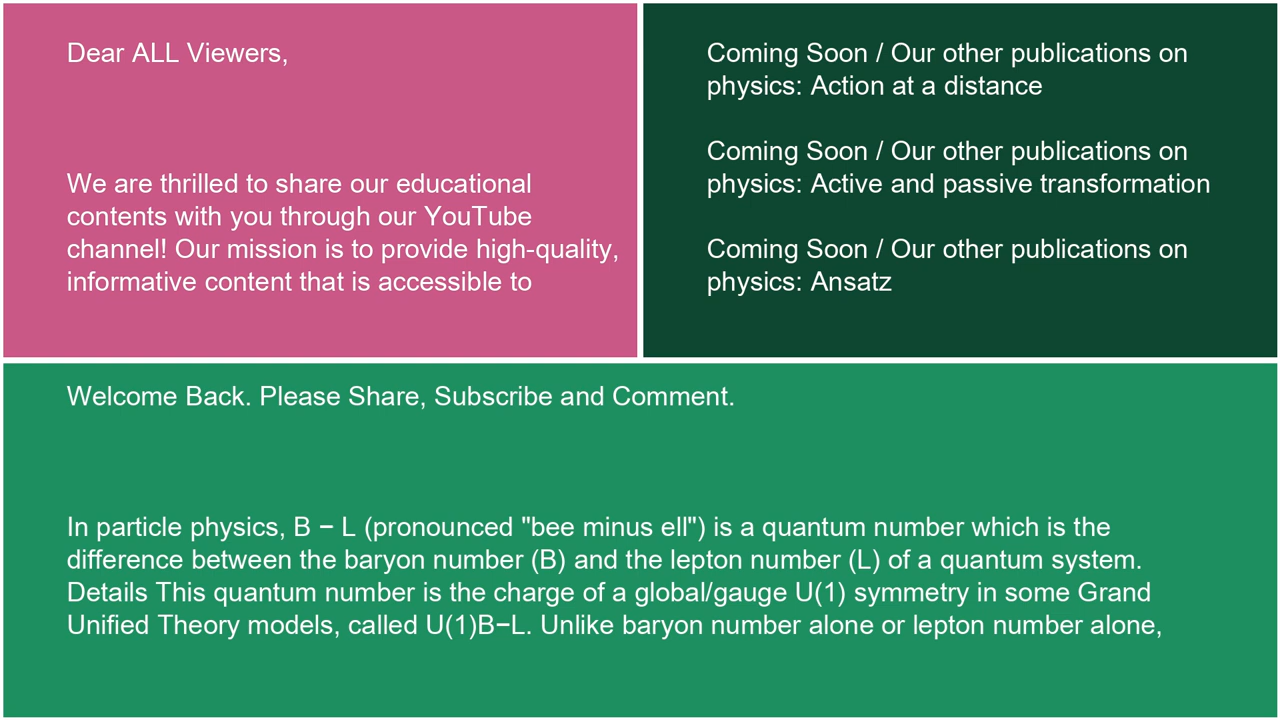 Dear ALL Viewers,
We are thrilled to share our educational
contents with you through our YouTube
channel! Our mission is to provide high-quality,
informative content that is accessible to
Coming Soon / Our other publications on
physics: Action at a distance
Coming Soon / Our other publications on
physics: Active and passive transformation
Coming Soon / Our other publications on
physics: Ansatz
Welcome Back. Please Share, Subscribe and Comment.
In particle physics, B − L (pronounced "bee minus ell") is a quantum number which is the
difference between the baryon number (B) and the lepton number (L) of a quantum system.
Details This quantum number is the charge of a global/gauge U(1) symmetry in some Grand
Unified Theory models, called U(1)B−L. Unlike baryon number alone or lepton number alone,